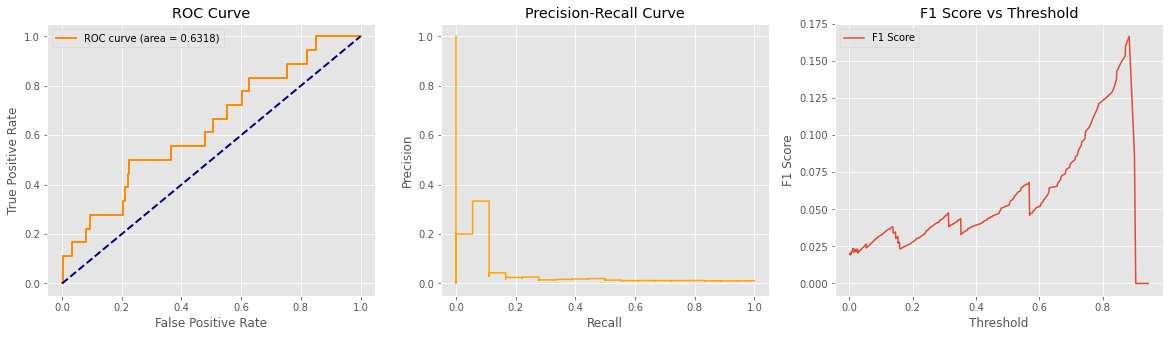 ROC Curve
ROC curve (area = 0.6318)
1.0
0.8
0.6
0.4
0.2
0.0
True Positive Rate
0.0 0.2 0.4 0.6 0.8 1.0
False Positive Rate
Precision-Recall Curve
1.0
0.8
0.6
0.4
0.2
0.0
Precision
0.0 0.2 0.4 0.6 0.8 1.0
Recall
F1 Score vs Threshold
F1 Score
0.175
0.150
0.125
0.100
0.075
0.050
0.025
0.000
F1 Score
0.0 0.2 0.4 0.6 0.8
Threshold